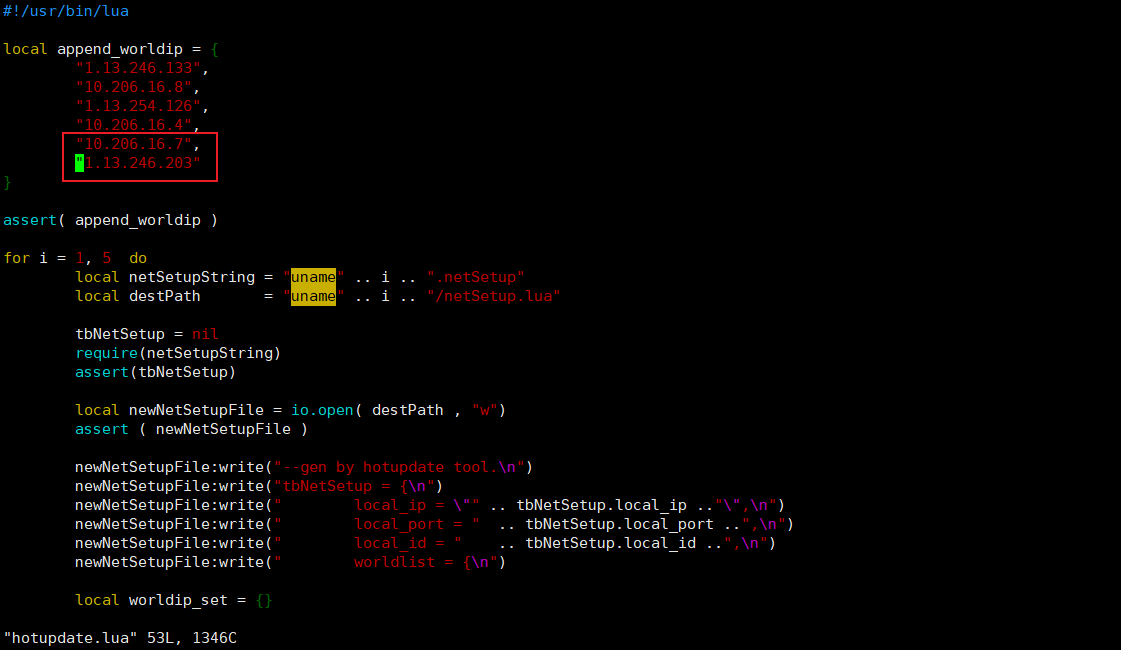 #!/usr/bin/lua
local append_worldip = {
        "1.13.246.133",
        "10.206.16.8",
        "1.13.254.126",
        "10.206.16.4",
        "10.206.16.7",
        "1.13.246.203"
}
assert( append_worldip )
for i = 1, 5  do
        local netSetupString = "uname" .. i .. ".netSetup"
        local destPath       = "uname" .. i .. "/netSetup.lua"
        tbNetSetup = nil
        require(netSetupString)
        assert(tbNetSetup)
        local newNetSetupFile = io.open( destPath , "w")
        assert ( newNetSetupFile )
        newNetSetupFile:write("--gen by hotupdate tool.\n")
        newNetSetupFile:write("tbNetSetup = {\n")
        newNetSetupFile:write("        local_ip = \"" .. tbNetSetup.local_ip .."\",\n")
        newNetSetupFile:write("        local_port = "  .. tbNetSetup.local_port ..",\n")
        newNetSetupFile:write("        local_id = "    .. tbNetSetup.local_id ..",\n")
        newNetSetupFile:write("        worldlist = {\n")
        local worldip_set = {}
"hotupdate.lua" 53L, 1346C